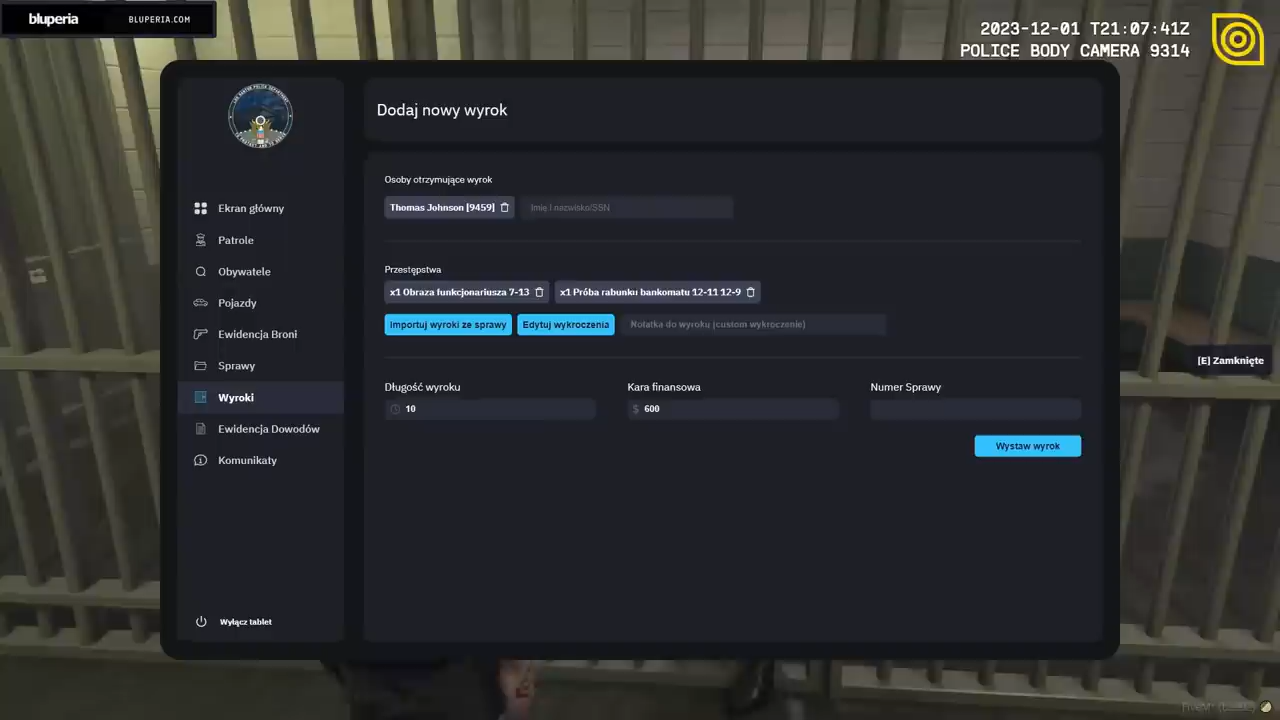 bluperia BLUPERIA.COM
2023-12-01 T21:07:41Z
POLICE BODY CAMERA 9314
Dodaj nowy wyrok
Osoby otrzymujące wyrok
Thomas Johnson [9459] Imię i nazwisko/SSN
Ekran główny
Patrole
Obywatele
Pojazdy
Ewidencja Broni
Sprawy
Wyroki
Ewidencja Dowodów
Komunikaty
Wyłącz tablet
Przestępstwa
x1 Obraza funkcjonariusza 7-13 x1 Próba rabunku bankomatu 12-11 12-9
Importuj wyroki ze sprawy Edytuj wykroczenia Notatka do wyroku (custom wykroczenie)
Długość wyroku Kara finansowa Numer Sprawy
10 $ 600
Wystaw wyrok
[E] Zamknięte